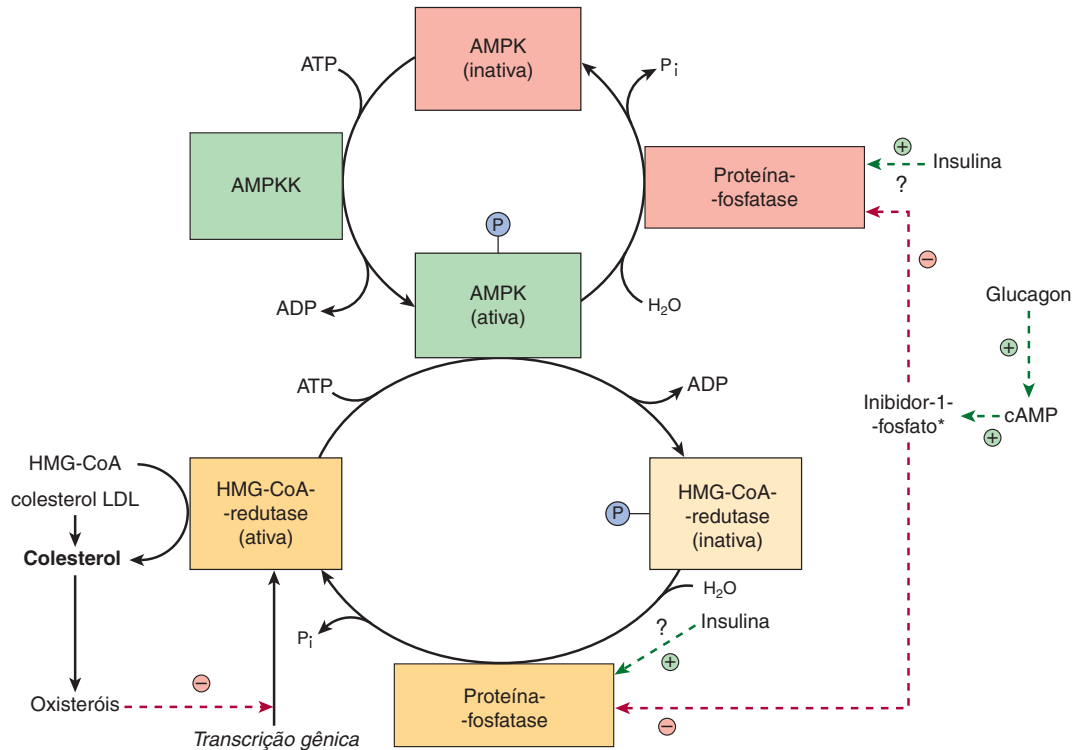 AMPK
(inativa)
ATP
Pi
AMPKK
Proteína-
-fosfatase
+
Insulina
?
P
−
ADP
AMPK
(ativa)
H2O
Glucagon
+
ATP
ADP
Inibidor-1-
-fosfato*
cAMP
+
HMG-CoA
colesterol LDL
Colesterol
HMG-CoA-
-redutase
(ativa)
P
HMG-CoA-
-redutase
(inativa)
H2O
Pi
?
Insulina
+
−
Oxisteróis
Transcrição gênica
Proteína-
-fosfatase
−